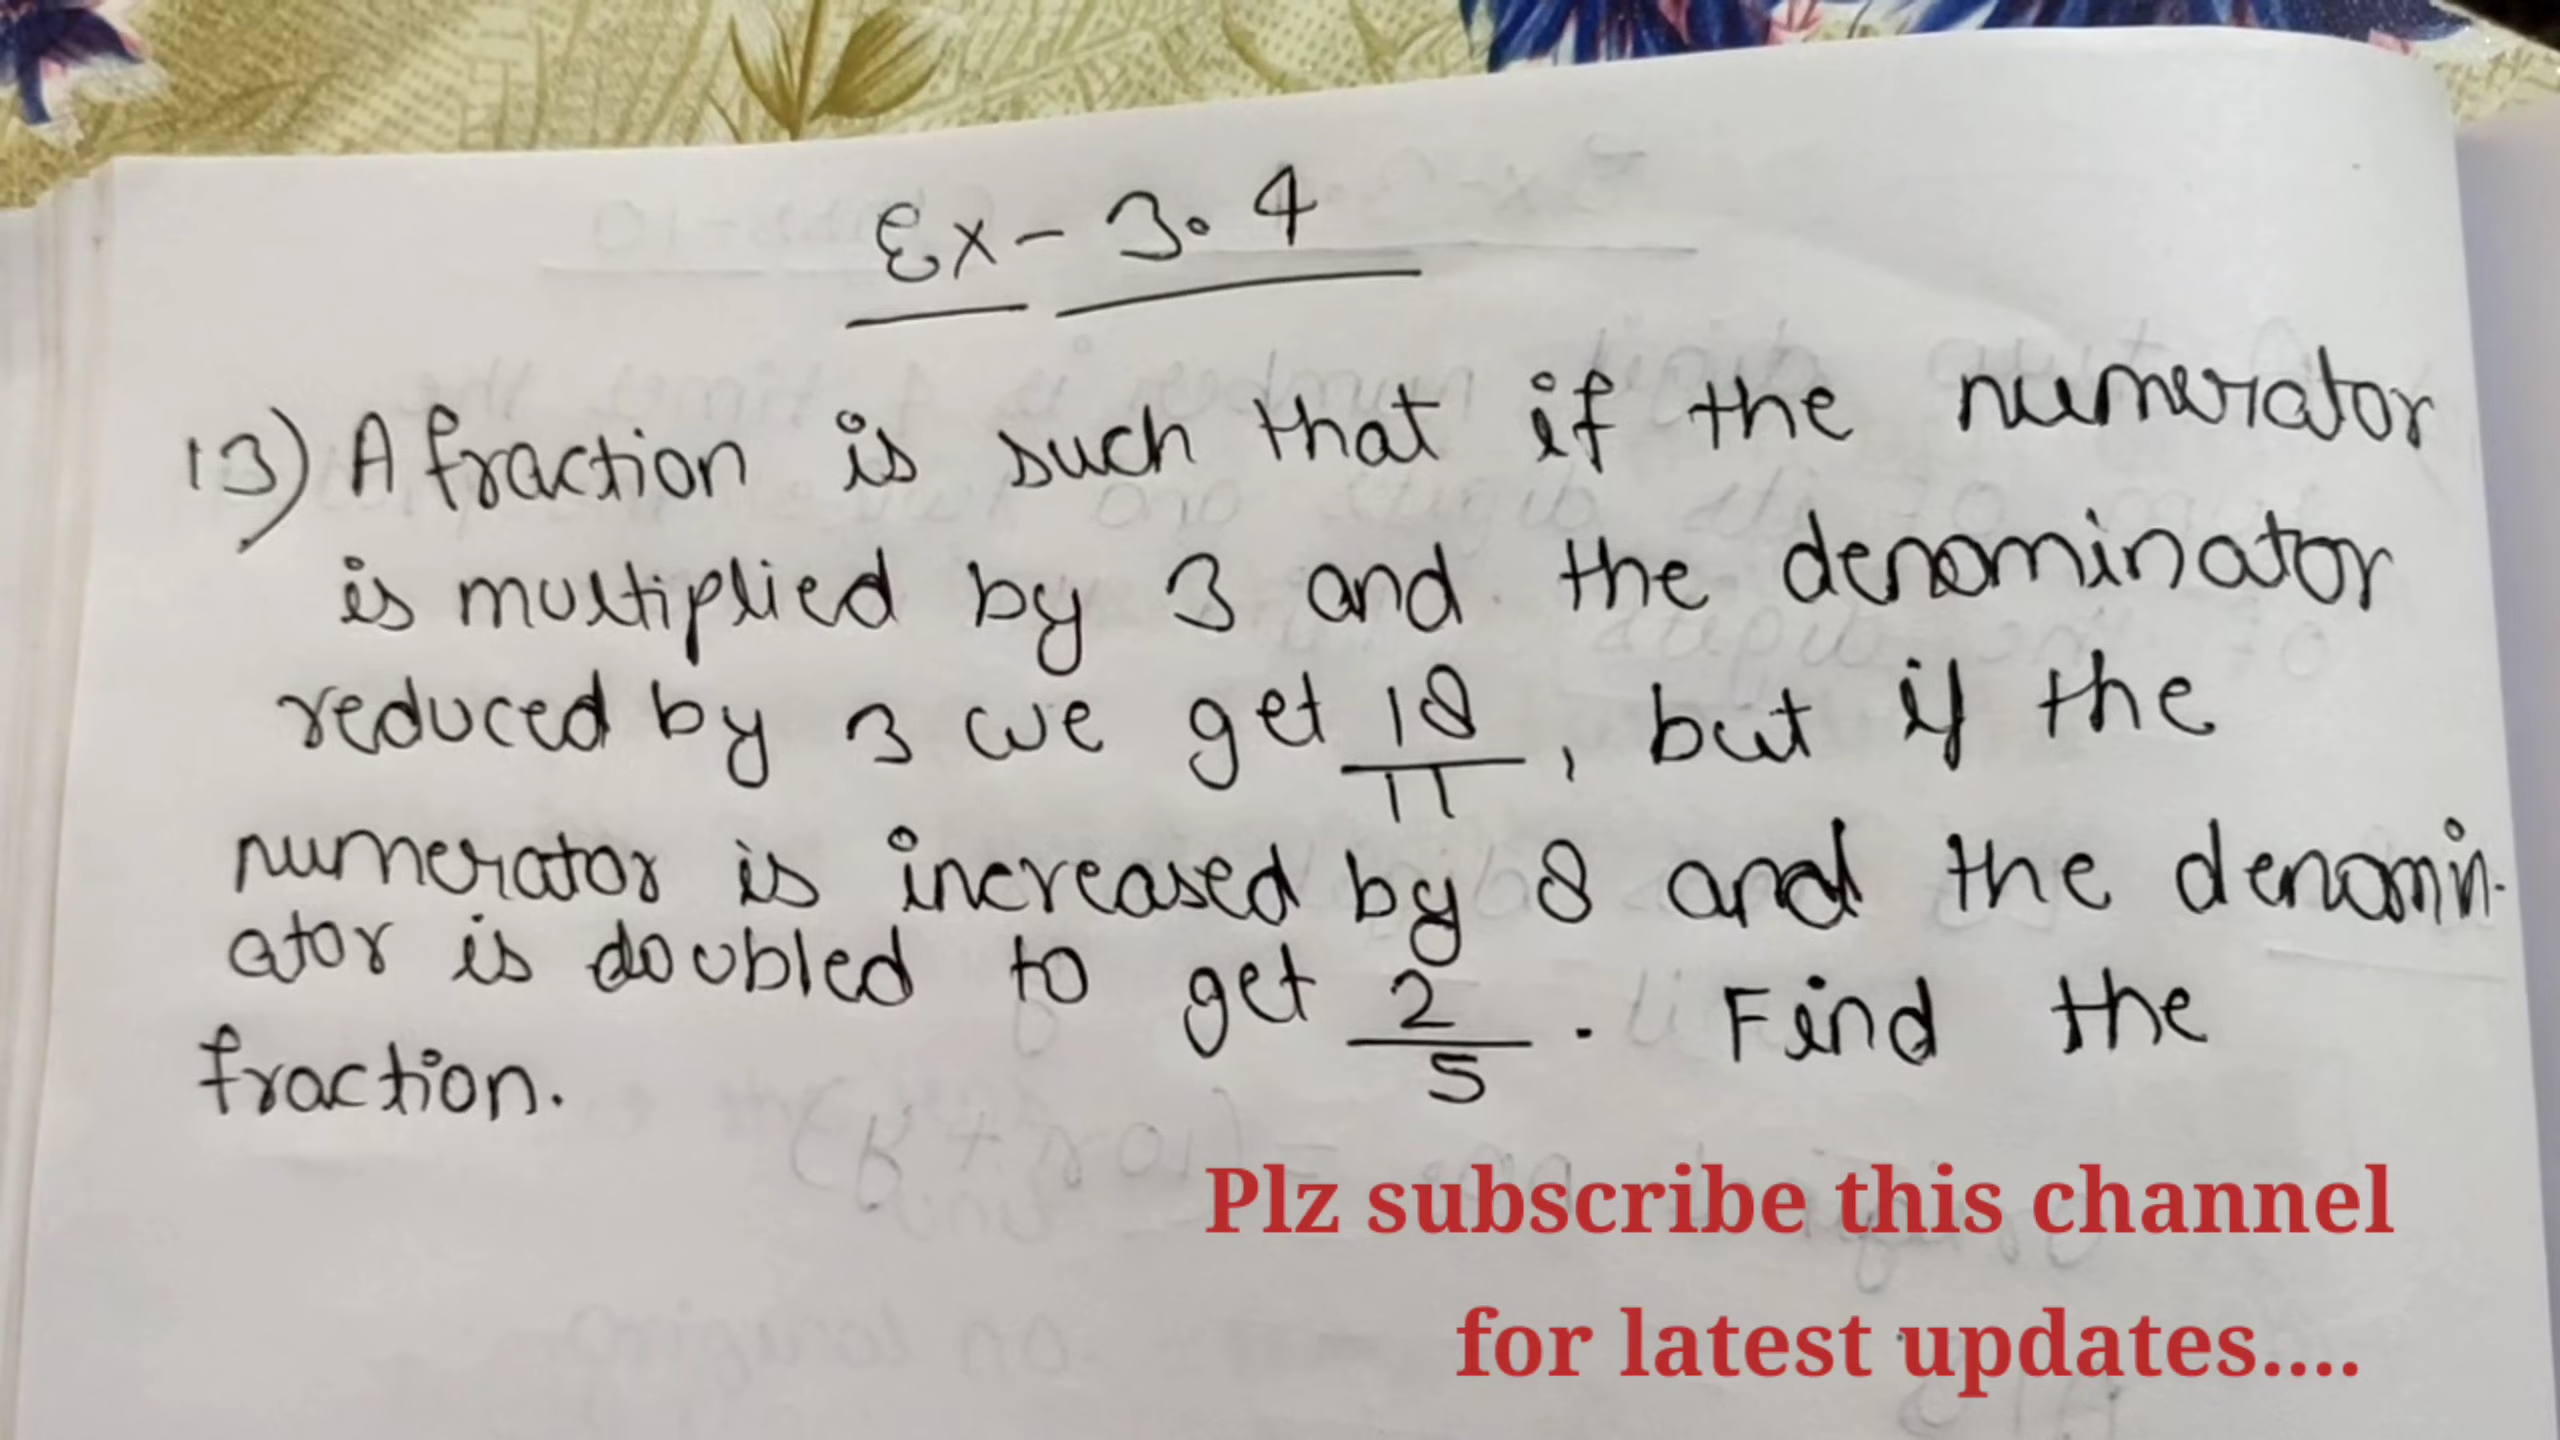 Ex - 3.4
13) A fraction is such that if the numerator
is multiplied by 3 and the denominator
reduced by 3 we get 18/11, but if the
numerator is increased by 8 and the denomin-
ator is doubled to get 2/5. Find the
fraction.
Plz subscribe this channel
for latest updates....